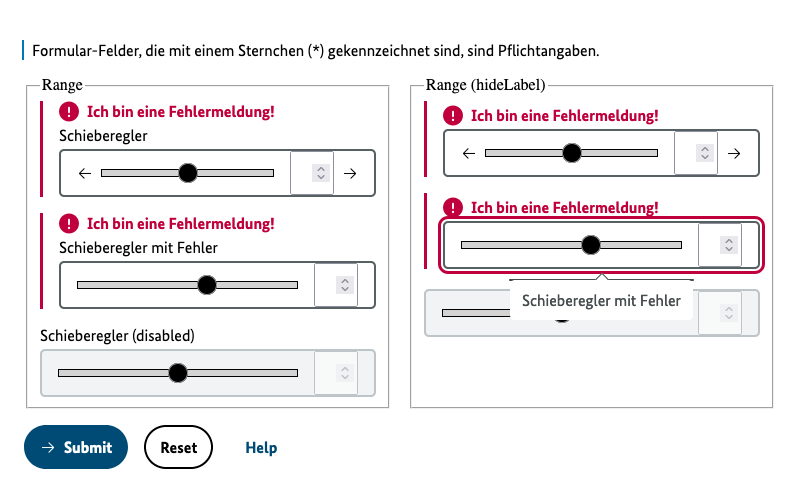 Formular-Felder, die mit einem Sternchen (*) gekennzeichnet sind, sind Pflichtangaben.
Range
Ich bin eine Fehlermeldung!
Schieberegler
Ich bin eine Fehlermeldung!
Schieberegler mit Fehler
Schieberegler (disabled)
Range (hideLabel)
Ich bin eine Fehlermeldung!
Ich bin eine Fehlermeldung!
Schieberegler mit Fehler
Submit
Reset
Help